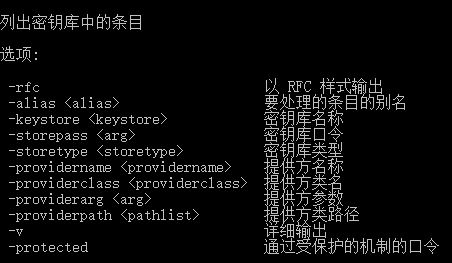 列出密钥库中的条目
选项:
-rfc 以 RFC 样式输出
-alias <alias> 要处理的条目的别名
-keystore <keystore> 密钥库名称
-storepass <arg> 密钥库口令
-storetype <storetype> 密钥库类型
-providername <providername> 提供方名称
-providerclass <providerclass> 提供方类名
-providerarg <arg> 提供方参数
-providerpath <pathlist> 提供方类路径
-v 详细输出
-protected 通过受保护的机制的口令